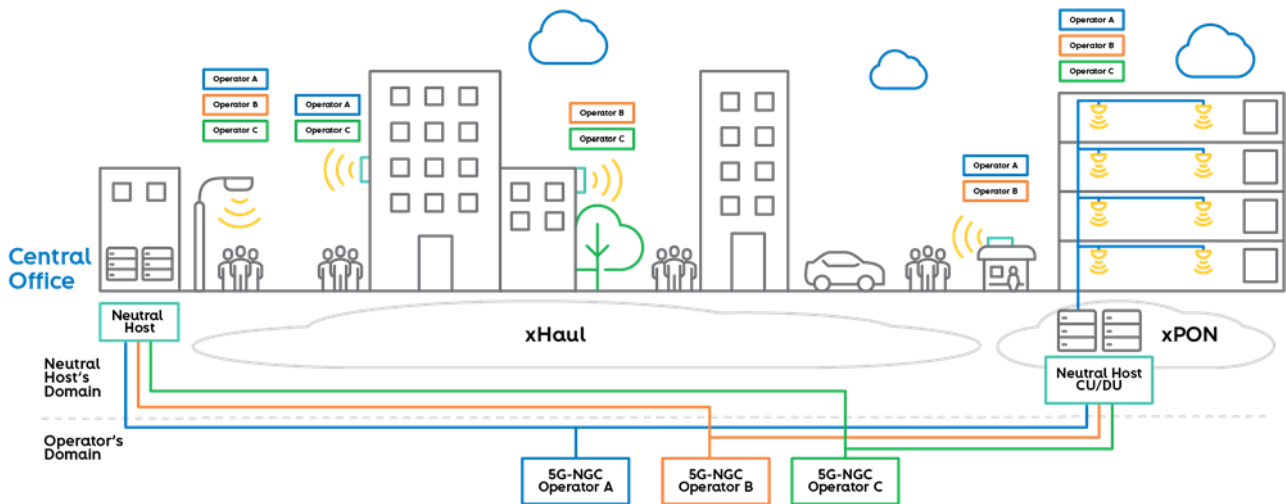 Operator A
Operator B
Operator C
Operator A
Operator C
Operator B
Operator C
Operator A
Operator B
Operator A
Operator B
Operator C
Central
Office
Neutral
Host
xHaul
xPON
Neutral Host
CU/DU
Neutral
Host's
Domain
Operator's
Domain
5G-NGC
Operator A
5G-NGC
Operator B
5G-NGC
Operator C